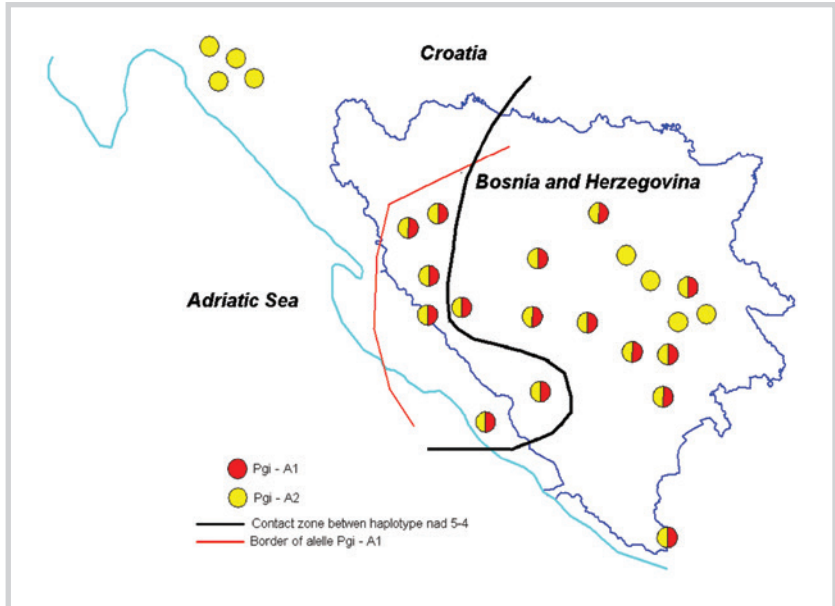 Croatia
Bosnia and Herzegovina
Adriatic Sea
Pgi - A1
Pgi - A2
Contact zone betwen haplotype nad 5-4
Border of alelle Pgi - A1